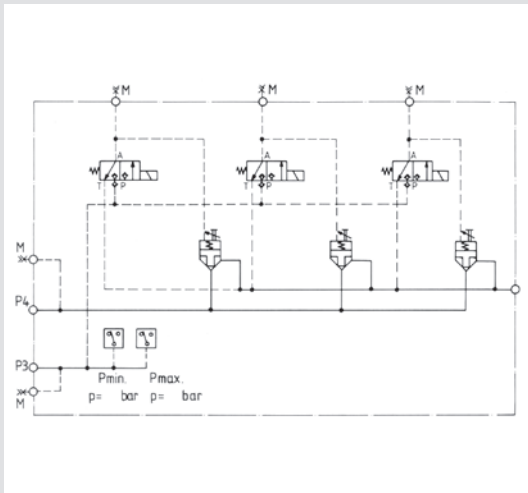 M M M
A
T P
T P
T P
M
P4
P3
Pmin. Pmax.
p= bar p= bar
M